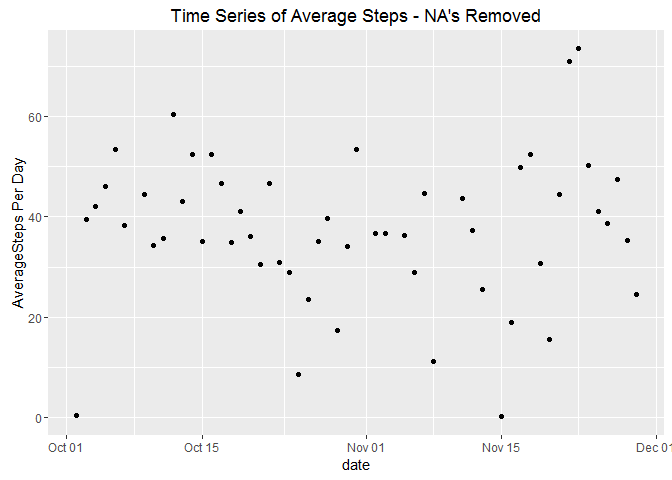 Time Series of Average Steps - NA's Removed
AverageSteps Per Day
60
40
20
0
Oct 01
Oct 15
Nov 01
Nov 15
Dec 01
date